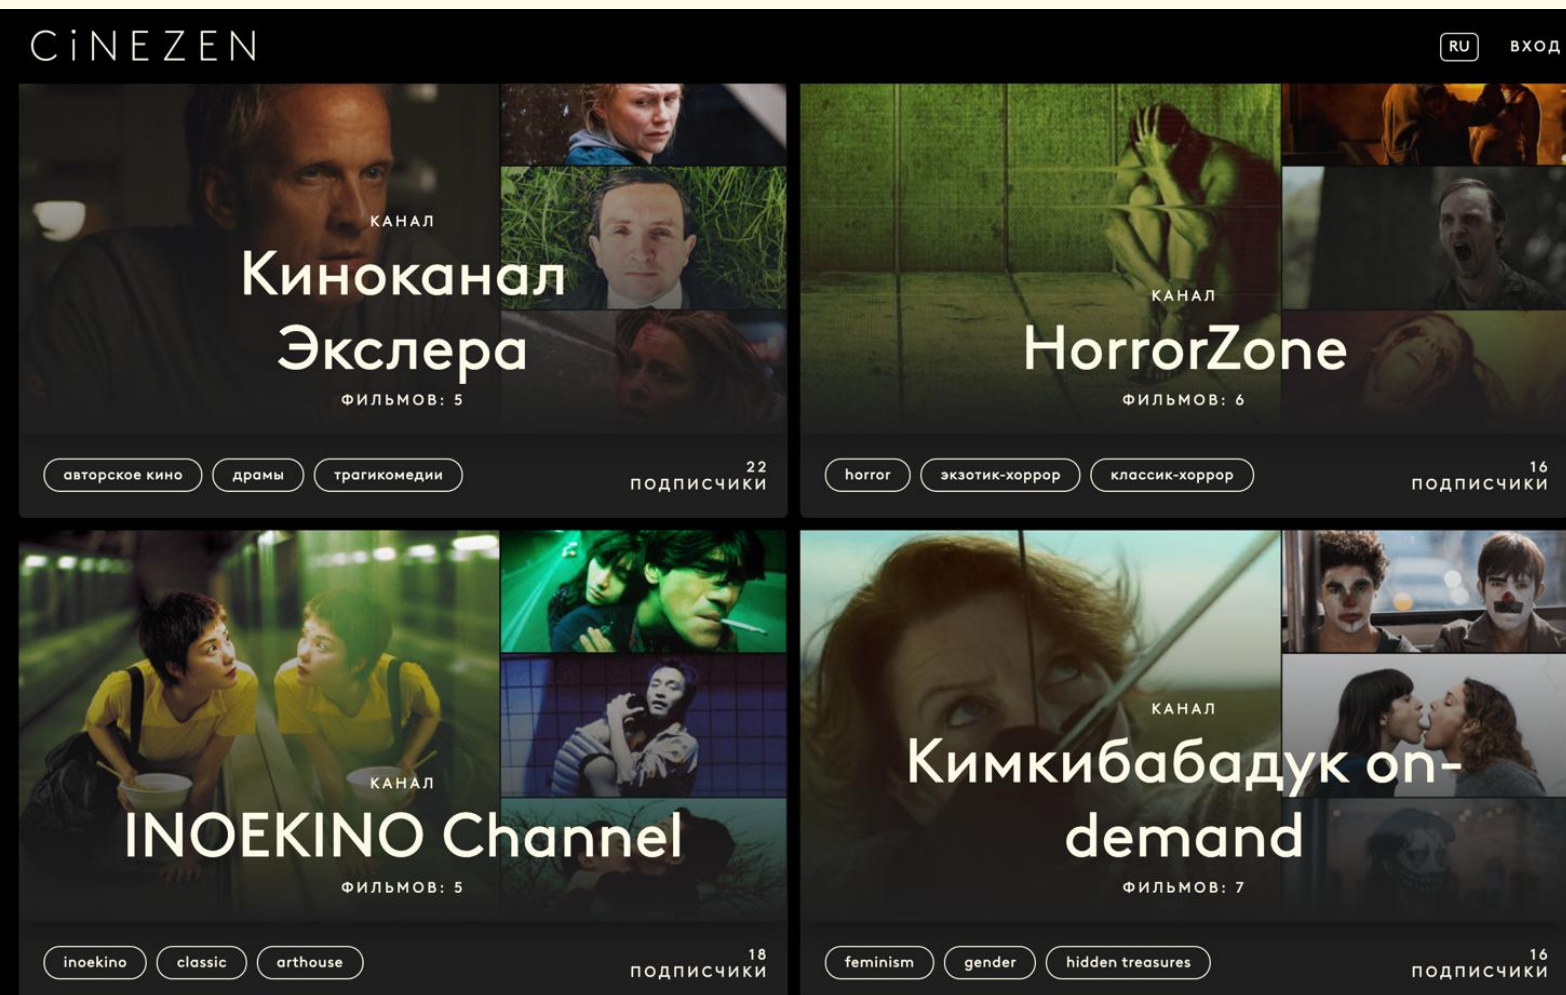 CiNEZEN
RU
ВХОД
КАНАЛ
Киноканал
Экслера
ФИЛЬМОВ: 5
авторское кино
драмы
трагикомедии
22
ПОДПИСЧИКИ
КАНАЛ
HorrorZone
ФИЛЬМОВ: 6
horror
экзотик-хоррор
классик-хоррор
16
ПОДПИСЧИКИ
КАНАЛ
INOEKINO Channel
ФИЛЬМОВ: 5
inoekino
classic
arthouse
18
ПОДПИСЧИКИ
КАНАЛ
Кимкибабадук on-
demand
ФИЛЬМОВ: 7
feminism
gender
hidden treasures
16
ПОДПИСЧИКИ